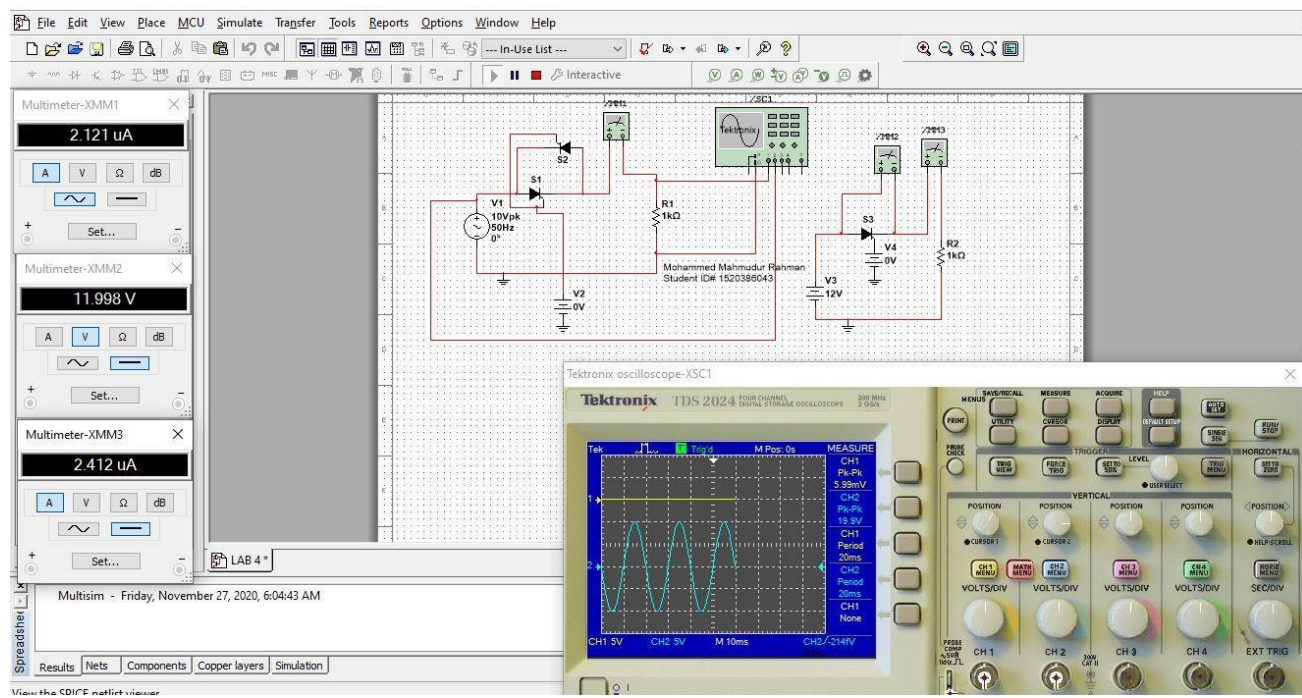 File Edit View Place MCU Simulate Transfer Tools Reports Options Window Help
--- In-Use List ---
Interactive
Multimeter-XMM1
2.121 uA
A V Ω dB
Set...
Multimeter-XMM2
11.998 V
A V Ω dB
Set...
Multimeter-XMM3
2.412 uA
A V Ω dB
Set...
XSC1
Tektronix
S2
S1
V1
10Vpk
50Hz
0°
R1
1kΩ
V2
0V
Mohammed Mahmudur Rahman
Student ID# 1520386043
S3
V4
0V
R2
1kΩ
V3
12V
LAB 4 *
Multisim - Friday, November 27, 2020, 6:04:43 AM
Results Nets Components Copper layers Simulation
View the SPICE netlist viewer
Tektronix oscilloscope-XSC1
Tektronix TDS 2024 FOUR CHANNEL DIGITAL STORAGE OSCILLOSCOPE 200 MHz 2 GS/s
Tek Trig'd M Pos: 0s MEASURE
CH1
Pk-Pk
5.99mV
CH2
Pk-Pk
19.9V
CH1
Period
20ms
CH2
Period
20ms
CH1
None
CH1 5V CH2 5V M 10ms
MENUS
SAVE/RECALL MEASURE ACQUIRE HELP
UTILITY CURSOR DISPLAY DEFAULT SETUP
AUTO SET
SINGLE SEQ
RUN/STOP
PRINT
PROBE CHECK
TRIGGER
TRIG VIEW FORCE TRIG SET TO 50% LEVEL TRIG MENU
USER SELECT
HORIZONTAL
SET TO ZERO
VERTICAL
POSITION POSITION POSITION POSITION POSITION
CURSOR 1 CURSOR 2 HELP SCROLL
CH 1 MENU MATH MENU CH 2 MENU CH 3 MENU CH 4 MENU HORIZ MENU
VOLTS/DIV VOLTS/DIV VOLTS/DIV VOLTS/DIV SEC/DIV
PROBE COMP
CH 1 CH 2 CH 3 CH 4 EXT TRIG
300V
CAT II